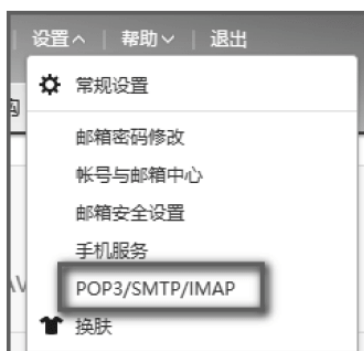 设置 帮助 退出
常规设置
邮箱密码修改
帐号与邮箱中心
邮箱安全设置
手机服务
POP3/SMTP/IMAP
换肤